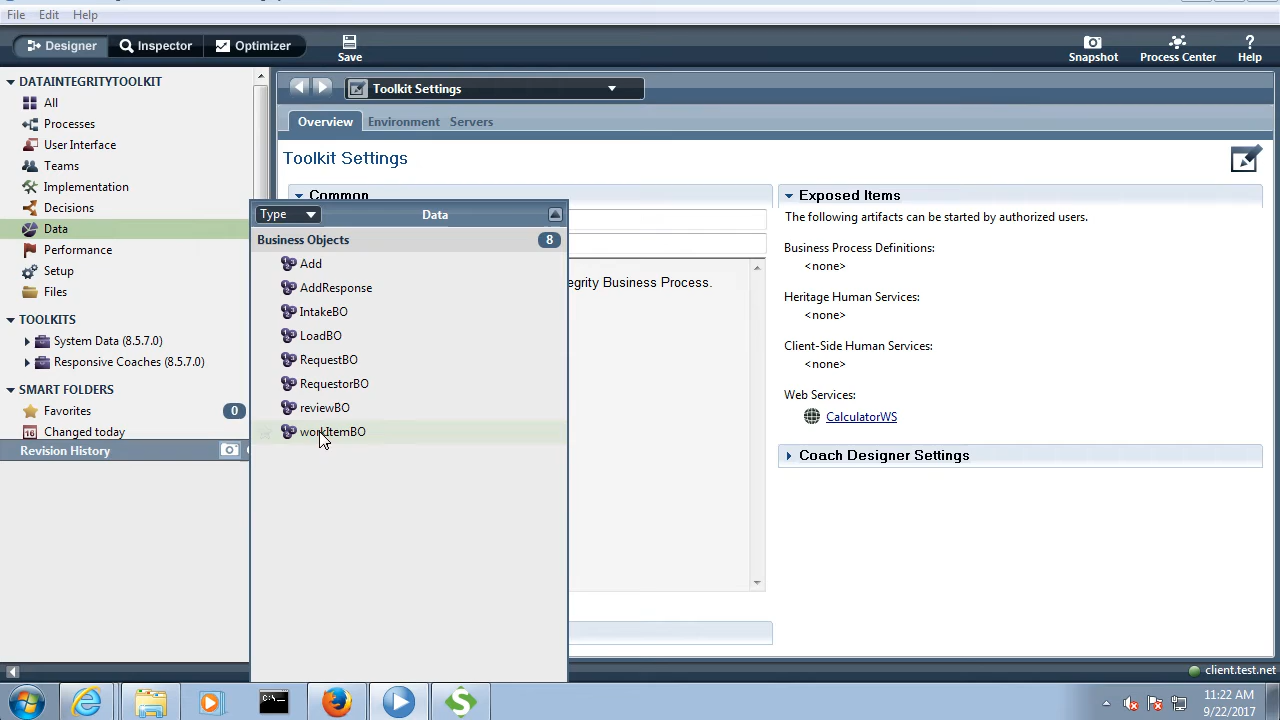 File Edit Help
Designer Inspector Optimizer Save Snapshot Process Center Help
DATAINTEGRITYTOOLKIT
All
Processes
User Interface
Teams
Implementation
Decisions
Data
Performance
Setup
Files
TOOLKITS
System Data (8.5.7.0)
Responsive Coaches (8.5.7.0)
SMART FOLDERS
Favorites 0
16 Changed today
Revision History
Toolkit Settings
Overview Environment Servers
Toolkit Settings
Common
Type Data
Business Objects 8
Add
AddResponse
IntakeBO
LoadBO
RequestBO
RequestorBO
reviewBO
workItemBO
egrity Business Process.
Exposed Items
The following artifacts can be started by authorized users.
Business Process Definitions:
<none>
Heritage Human Services:
<none>
Client-Side Human Services:
<none>
Web Services:
CalculatorWS
Coach Designer Settings
client.test.net
11:22 AM
9/22/2017